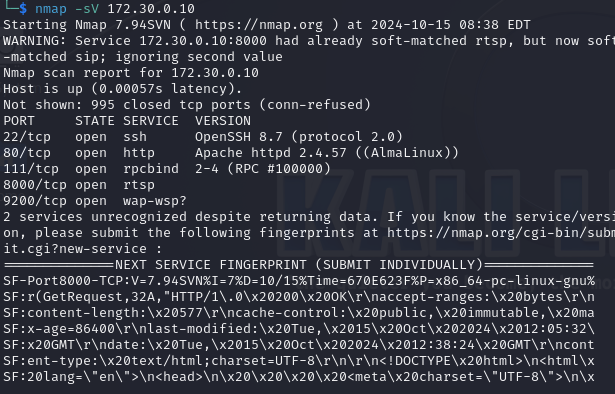 └─$ nmap -sV 172.30.0.10
Starting Nmap 7.94SVN ( https://nmap.org ) at 2024-10-15 08:38 EDT
WARNING: Service 172.30.0.10:8000 had already soft-matched rtsp, but now soft
-matched sip; ignoring second value
Nmap scan report for 172.30.0.10
Host is up (0.00057s latency).
Not shown: 995 closed tcp ports (conn-refused)
PORT     STATE SERVICE  VERSION
22/tcp   open  ssh      OpenSSH 8.7 (protocol 2.0)
80/tcp   open  http     Apache httpd 2.4.57 ((AlmaLinux))
111/tcp  open  rpcbind  2-4 (RPC #100000)
8000/tcp open  rtsp
9200/tcp open  wap-wsp?
2 services unrecognized despite returning data. If you know the service/versi
on, please submit the following fingerprints at https://nmap.org/cgi-bin/subm
it.cgi?new-service :
==============NEXT SERVICE FINGERPRINT (SUBMIT INDIVIDUALLY)==============
SF-Port8000-TCP:V=7.94SVN%I=7%D=10/15%Time=670E623F%P=x86_64-pc-linux-gnu%
SF:r(GetRequest,32A,"HTTP/1\.0\x20200\x20OK\r\naccept-ranges:\x20bytes\r\n
SF:content-length:\x20577\r\ncache-control:\x20public,\x20immutable,\x20ma
SF:x-age=86400\r\nlast-modified:\x20Tue,\x2015\x20Oct\x202024\x2012:05:32\
SF:x20GMT\r\ndate:\x20Tue,\x2015\x20Oct\x202024\x2012:38:24\x20GMT\r\ncont
SF:ent-type:\x20text/html;charset=UTF-8\r\n\r\n<!DOCTYPE\x20html>\n<html\x
SF:20lang=\"en\">\n<head>\n\x20\x20\x20\x20<meta\x20charset=\"UTF-8\">\n\x
KALI LI